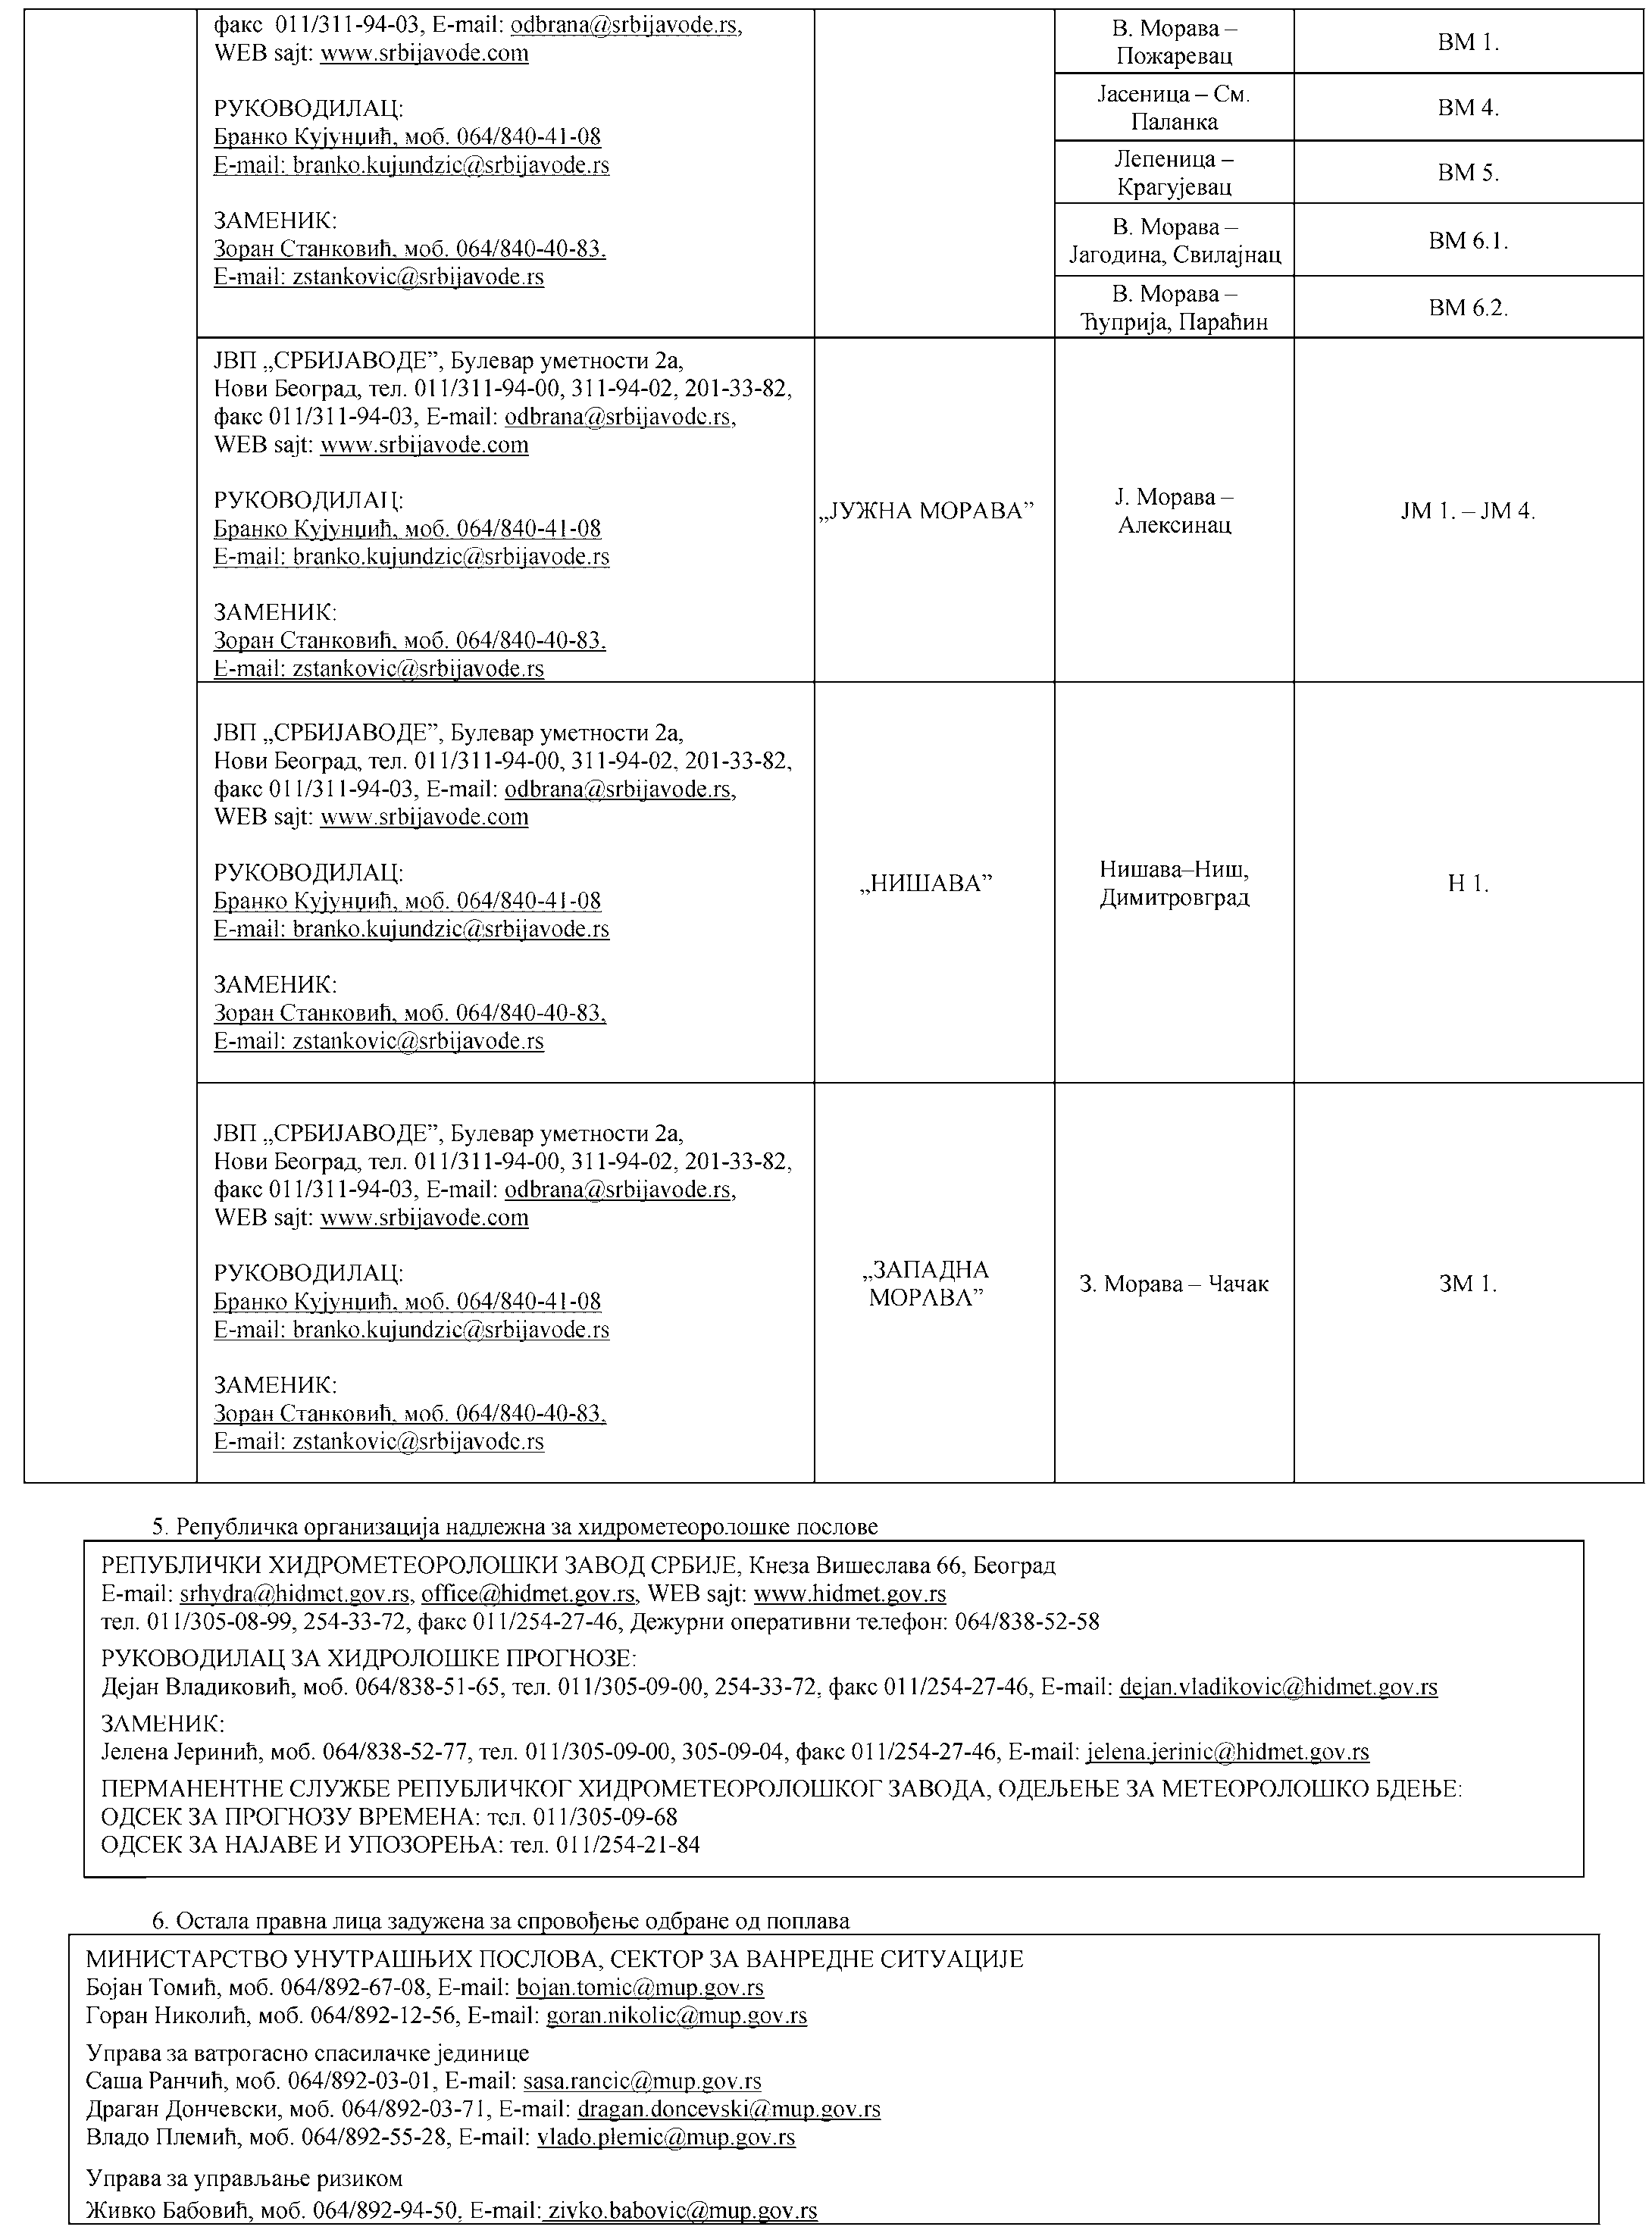 факс 011/311-94-03, E-mail: odbrana@srbijavode.rs,
WEB sajt: www.srbijavode.com
РУКОВОДИЛАЦ:
Бранко Кујунџић, моб. 064/840-41-08
E-mail: branko.kujundzic@srbijavode.rs
ЗАМЕНИК:
Зоран Станковић, моб. 064/840-40-83,
E-mail: zstankovic@srbijavode.rs
В. Морава –
Пожаревац
ВМ 1.
Јасеница – См.
Паланка
ВМ 4.
Лепеница –
Крагујевац
ВМ 5.
В. Морава –
Јагодина, Свилајнац
ВМ 6.1.
В. Морава –
Ћуприја, Параћин
ВМ 6.2.
ЈВП „СРБИЈАВОДЕ”, Булевар уметности 2а,
Нови Београд, тел. 011/311-94-00, 311-94-02, 201-33-82,
факс 011/311-94-03, E-mail: odbrana@srbijavode.rs,
WEB sajt: www.srbijavode.com
РУКОВОДИЛАЦ:
Бранко Кујунџић, моб. 064/840-41-08
E-mail: branko.kujundzic@srbijavode.rs
ЗАМЕНИК:
Зоран Станковић, моб. 064/840-40-83,
E-mail: zstankovic@srbijavode.rs
„ЈУЖНА МОРАВА”
Ј. Морава –
Алексинац
ЈМ 1. – ЈМ 4.
ЈВП „СРБИЈАВОДЕ”, Булевар уметности 2а,
Нови Београд, тел. 011/311-94-00, 311-94-02, 201-33-82,
факс 011/311-94-03, E-mail: odbrana@srbijavode.rs,
WEB sajt: www.srbijavode.com
РУКОВОДИЛАЦ:
Бранко Кујунџић, моб. 064/840-41-08
E-mail: branko.kujundzic@srbijavode.rs
ЗАМЕНИК:
Зоран Станковић, моб. 064/840-40-83,
E-mail: zstankovic@srbijavode.rs
„НИШАВА”
Нишава–Ниш,
Димитровград
Н 1.
ЈВП „СРБИЈАВОДЕ”, Булевар уметности 2а,
Нови Београд, тел. 011/311-94-00, 311-94-02, 201-33-82,
факс 011/311-94-03, E-mail: odbrana@srbijavode.rs,
WEB sajt: www.srbijavode.com
РУКОВОДИЛАЦ:
Бранко Кујунџић, моб. 064/840-41-08
E-mail: branko.kujundzic@srbijavode.rs
ЗАМЕНИК:
Зоран Станковић, моб. 064/840-40-83,
E-mail: zstankovic@srbijavode.rs
„ЗАПАДНА
МОРАВА”
З. Морава – Чачак
ЗМ 1.
5. Републичка организација надлежна за хидрометеоролошке послове
РЕПУБЛИЧКИ ХИДРОМЕТЕОРОЛОШКИ ЗАВОД СРБИЈЕ, Кнеза Вишеслава 66, Београд
E-mail: srhydra@hidmet.gov.rs, office@hidmet.gov.rs, WEB sajt: www.hidmet.gov.rs
тел. 011/305-08-99, 254-33-72, факс 011/254-27-46, Дежурни оперативни телефон: 064/838-52-58
РУКОВОДИЛАЦ ЗА ХИДРОЛОШКЕ ПРОГНОЗЕ:
Дејан Владиковић, моб. 064/838-51-65, тел. 011/305-09-00, 254-33-72, факс 011/254-27-46, E-mail: dejan.vladikovic@hidmet.gov.rs
ЗАМЕНИК:
Јелена Јеринић, моб. 064/838-52-77, тел. 011/305-09-00, 305-09-04, факс 011/254-27-46, E-mail: jelena.jerinic@hidmet.gov.rs
ПЕРМАНЕНТНЕ СЛУЖБЕ РЕПУБЛИЧКОГ ХИДРОМЕТЕОРОЛОШКОГ ЗАВОДА, ОДЕЉЕЊЕ ЗА МЕТЕОРОЛОШКО БДЕЊЕ:
ОДСЕК ЗА ПРОГНОЗУ ВРЕМЕНА: тел. 011/305-09-68
ОДСЕК ЗА НАЈАВЕ И УПОЗОРЕЊА: тел. 011/254-21-84
6. Остала правна лица задужена за спровођење одбране од поплава
МИНИСТАРСТВО УНУТРАШЊИХ ПОСЛОВА, СЕКТОР ЗА ВАНРЕДНЕ СИТУАЦИЈЕ
Бојан Томић, моб. 064/892-67-08, E-mail: bojan.tomic@mup.gov.rs
Горан Николић, моб. 064/892-12-56, E-mail: goran.nikolic@mup.gov.rs
Управа за ватрогасно спасилачке јединице
Саша Ранчић, моб. 064/892-03-01, E-mail: sasa.rancic@mup.gov.rs
Драган Дончевски, моб. 064/892-03-71, E-mail: dragan.doncevski@mup.gov.rs
Владо Племић, моб. 064/892-55-28, E-mail: vlado.plemic@mup.gov.rs
Управа за управљање ризиком
Живко Бабовић, моб. 064/892-94-50, E-mail: zivko.babovic@mup.gov.rs